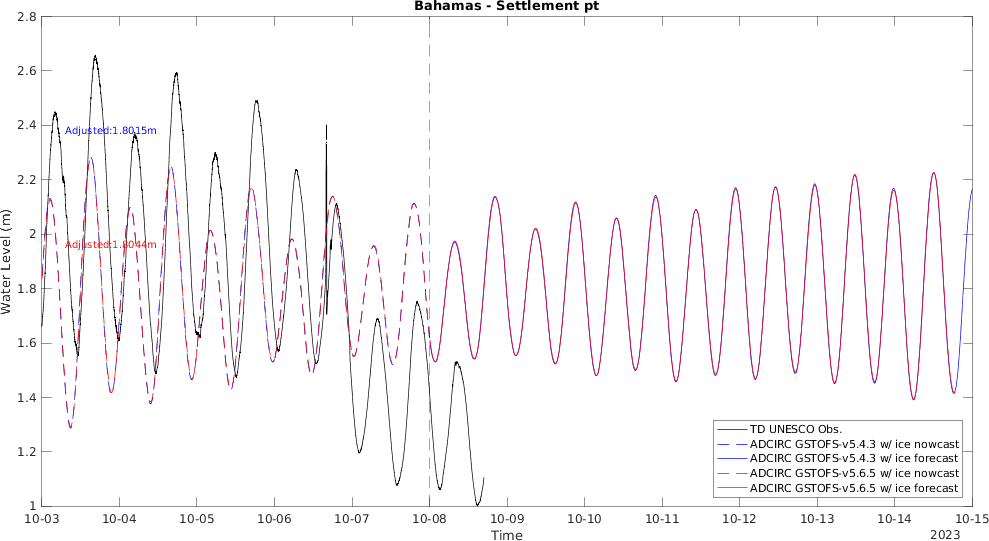 Bahamas - Settlement pt
2.8
2.6
2.4
2.2
2
1.8
1.6
1.4
1.2
1
Water Level (m)
Adjusted:1.8015m
Adjusted:1.8044m
TD UNESCO Obs.
ADCIRC GSTOFS-v5.4.3 w/ ice nowcast
ADCIRC GSTOFS-v5.4.3 w/ ice forecast
ADCIRC GSTOFS-v5.6.5 w/ ice nowcast
ADCIRC GSTOFS-v5.6.5 w/ ice forecast
10-03 10-04 10-05 10-06 10-07 10-08 10-09 10-10 10-11 10-12 10-13 10-14 10-15
Time
2023